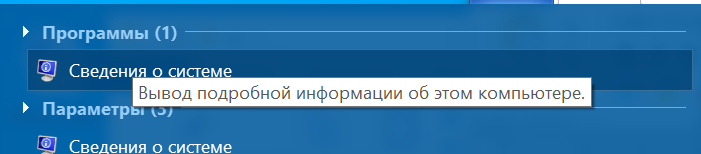 Программы (1)
Сведения о системе
Вывод подробной информации об этом компьютере.
Параметры (3)
Сведения о системе